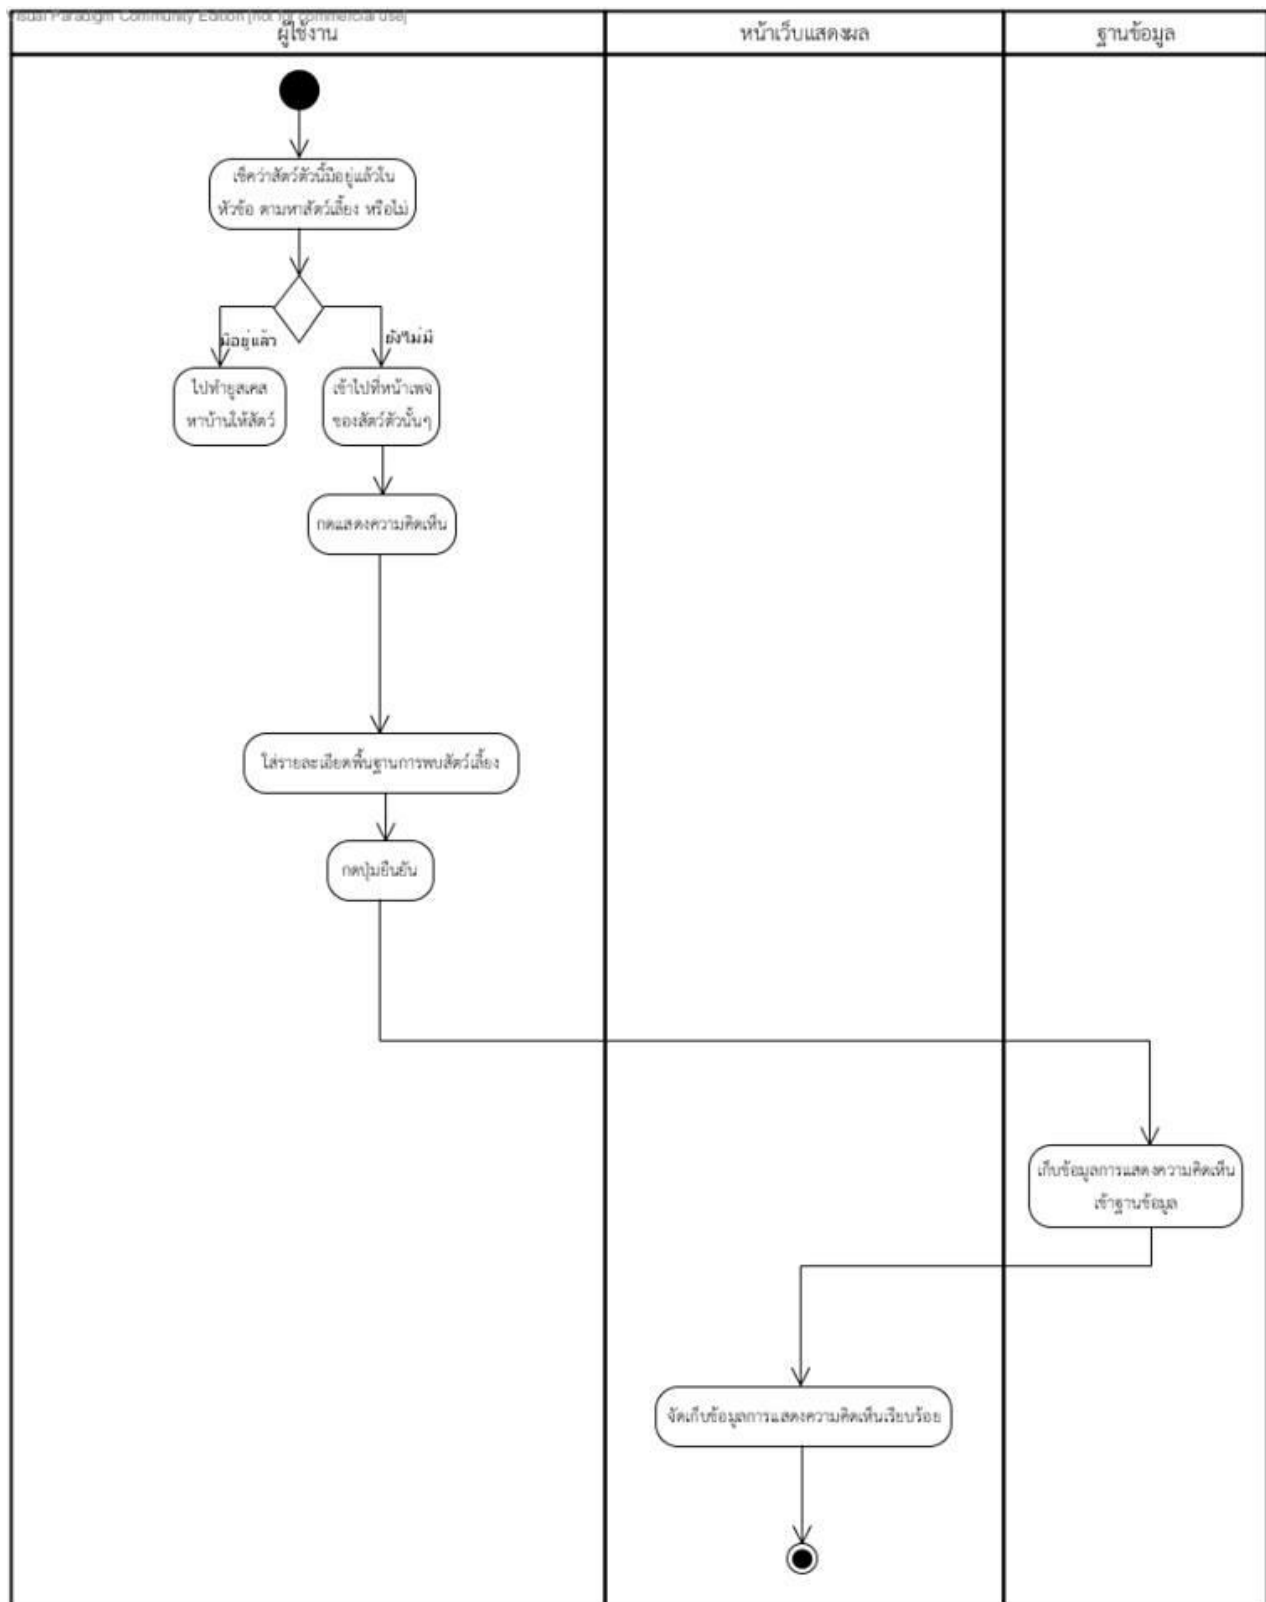 Visual Paradigm Community Edition [not for commercial use]
ผู้ใช้งาน
หน้าเว็บแสดงผล
ฐานข้อมูล
เช็คว่าสัตว์ตัวนี้มีอยู่แล้วใน
หัวข้อ ตามหาสัตว์เลี้ยง หรือไม่
มีอยู่แล้ว
ยังไม่มี
ไปทำยูสเคส
หาบ้านให้สัตว์
เข้าไปที่หน้าเพจ
ของสัตว์ตัวนั้นๆ
กดแสดงความคิดเห็น
ใส่รายละเอียดพื้นฐานการพบสัตว์เลี้ยง
กดปุ่มยืนยัน
เก็บข้อมูลการแสดงความคิดเห็น
เข้าฐานข้อมูล
จัดเก็บข้อมูลการแสดงความคิดเห็นเรียบร้อย